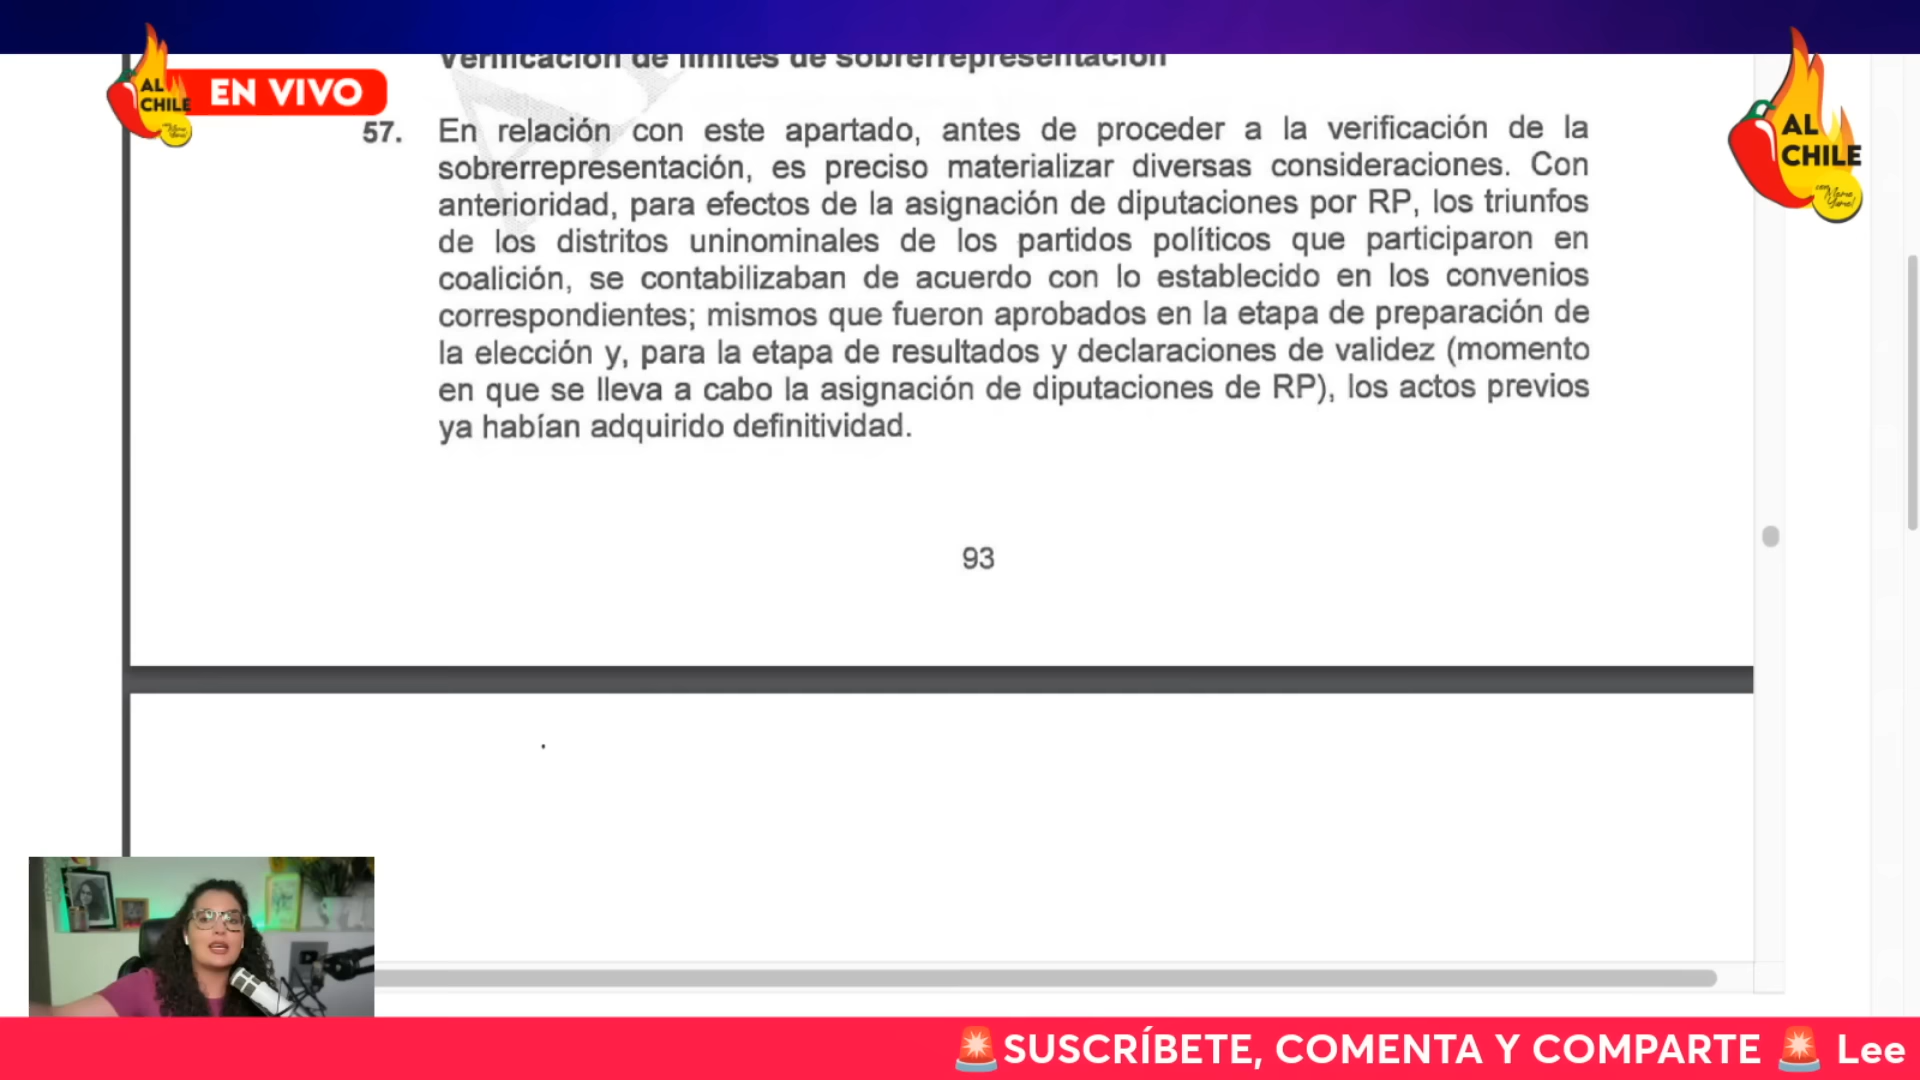 Verificación de límites de sobrerrepresentación
AL
CHILE
EN VIVO
AL
CHILE
57. En relación con este apartado, antes de proceder a la verificación de la
sobrerrepresentación, es preciso materializar diversas consideraciones. Con
anterioridad, para efectos de la asignación de diputaciones por RP, los triunfos
de los distritos uninominales de los partidos políticos que participaron en
coalición, se contabilizaban de acuerdo con lo establecido en los convenios
correspondientes; mismos que fueron aprobados en la etapa de preparación de
la elección y, para la etapa de resultados y declaraciones de validez (momento
en que se lleva a cabo la asignación de diputaciones de RP), los actos previos
ya habían adquirido definitividad.
93
🚨SUSCRÍBETE, COMENTA Y COMPARTE 🚨 Lee